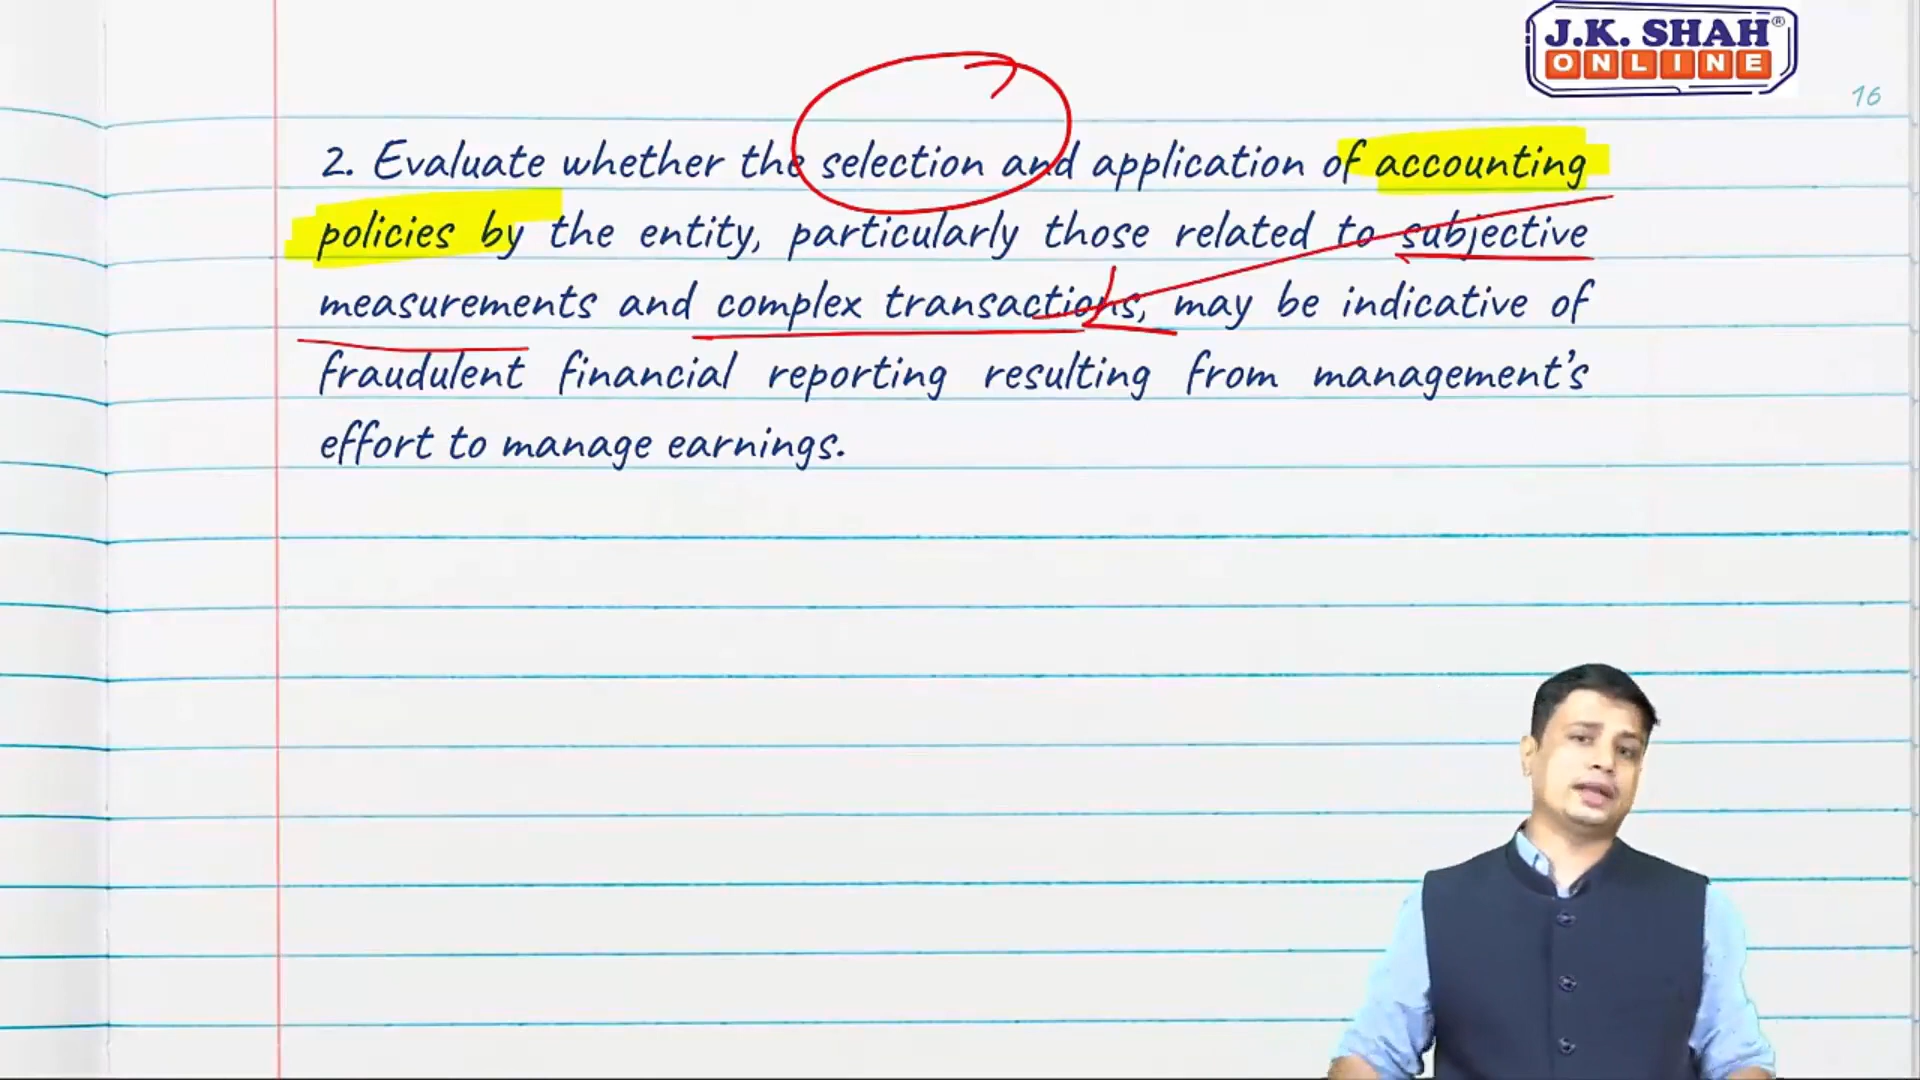 J.K. SHAH®
ONLINE
16
2. Evaluate whether the selection and application of accounting
policies by the entity, particularly those related to subjective
measurements and complex transactions, may be indicative of
fraudulent financial reporting resulting from management's
effort to manage earnings.